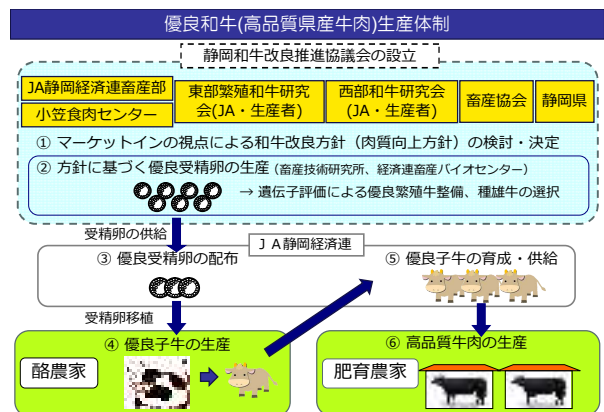 優良和牛(高品質県産牛肉)生産体制
静岡和牛改良推進協議会の設立
JA静岡経済連畜産部
小笠食肉センター
東部繁殖和牛研究
会(JA・生産者)
西部和牛研究会
(JA・生産者)
畜産協会
静岡県
① マーケットインの視点による和牛改良方針（肉質向上方針）の検討・決定
② 方針に基づく優良受精卵の生産(畜産技術研究所、経済連畜産バイオセンター)
→ 遺伝子評価による優良繁殖牛整備、種雄牛の選択
受精卵の供給
ＪＡ静岡経済連
③ 優良受精卵の配布
⑤ 優良子牛の育成・供給
受精卵移植
④ 優良子牛の生産
酪農家
⑥ 高品質牛肉の生産
肥育農家